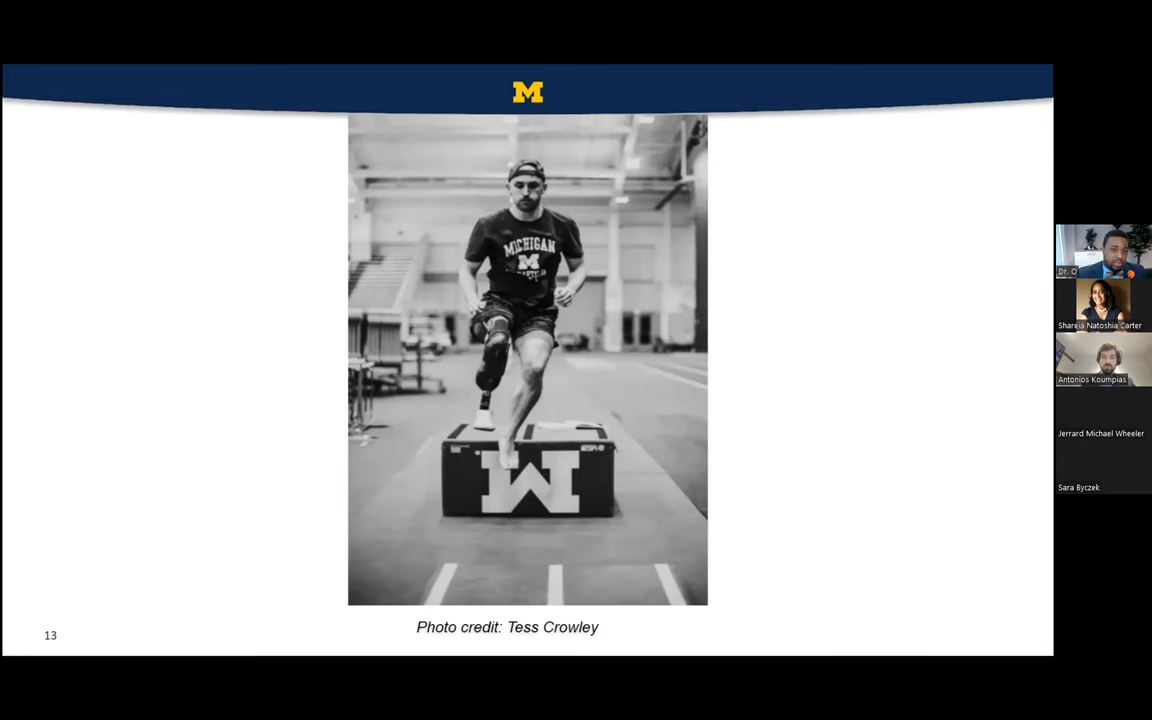 M
MICHIGAN
M
M
Photo credit: Tess Crowley
13
Dr. O
Shareia Natoshia Carter
Antonios Koumpias
Jerrard Michael Wheeler
Sara Byczek